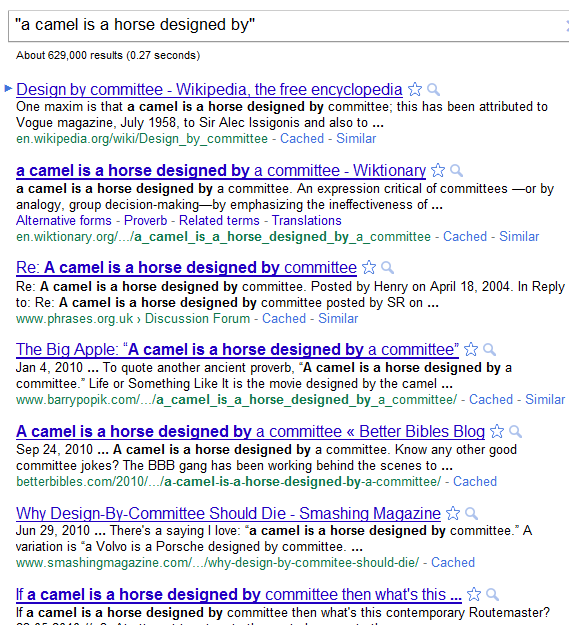 "a camel is a horse designed by"
About 629,000 results (0.27 seconds)
Design by committee - Wikipedia, the free encyclopedia
One maxim is that a camel is a horse designed by committee; this has been attributed to
Vogue magazine, July 1958, to Sir Alec Issigonis and also to ...
en.wikipedia.org/wiki/Design_by_committee - Cached - Similar
a camel is a horse designed by a committee - Wiktionary
a camel is a horse designed by a committee. An expression critical of committees —or by
analogy, group decision-making—by emphasizing the ineffectiveness of ...
Alternative forms - Proverb - Related terms - Translations
en.wiktionary.org/.../a_camel_is_a_horse_designed_by_a_committee - Cached - Similar
Re: A camel is a horse designed by committee
Re: A camel is a horse designed by committee. Posted by Henry on April 18, 2004. In Reply
to: Re: A camel is a horse designed by committee posted by SR on ...
www.phrases.org.uk › Discussion Forum - Cached - Similar
The Big Apple: “A camel is a horse designed by a committee”
Jan 4, 2010 ... To quote another ancient proverb, “A camel is a horse designed by a
committee.” Life or Something Like It is the movie designed by the camel ...
www.barrypopik.com/.../a_camel_is_a_horse_designed_by_a_committee/ - Cached - Similar
A camel is a horse designed by a committee « Better Bibles Blog
Sep 24, 2010 ... A camel is a horse designed by a committee. Know any other good
committee jokes? The BBB gang has been working behind the scenes to ...
betterbibles.com/2010/.../a-camel-is-a-horse-designed-by-a-committee/ - Cached
Why Design-By-Committee Should Die - Smashing Magazine
Jun 29, 2010 ... There's a saying I love: “a camel is a horse designed by committee.” A
variation is “a Volvo is a Porsche designed by committee. ...
www.smashingmagazine.com/.../why-design-by-commitee-should-die/ - Cached
If a camel is a horse designed by committee then what's this ...
If a camel is a horse designed by committee then what's this contemporary Routemaster?